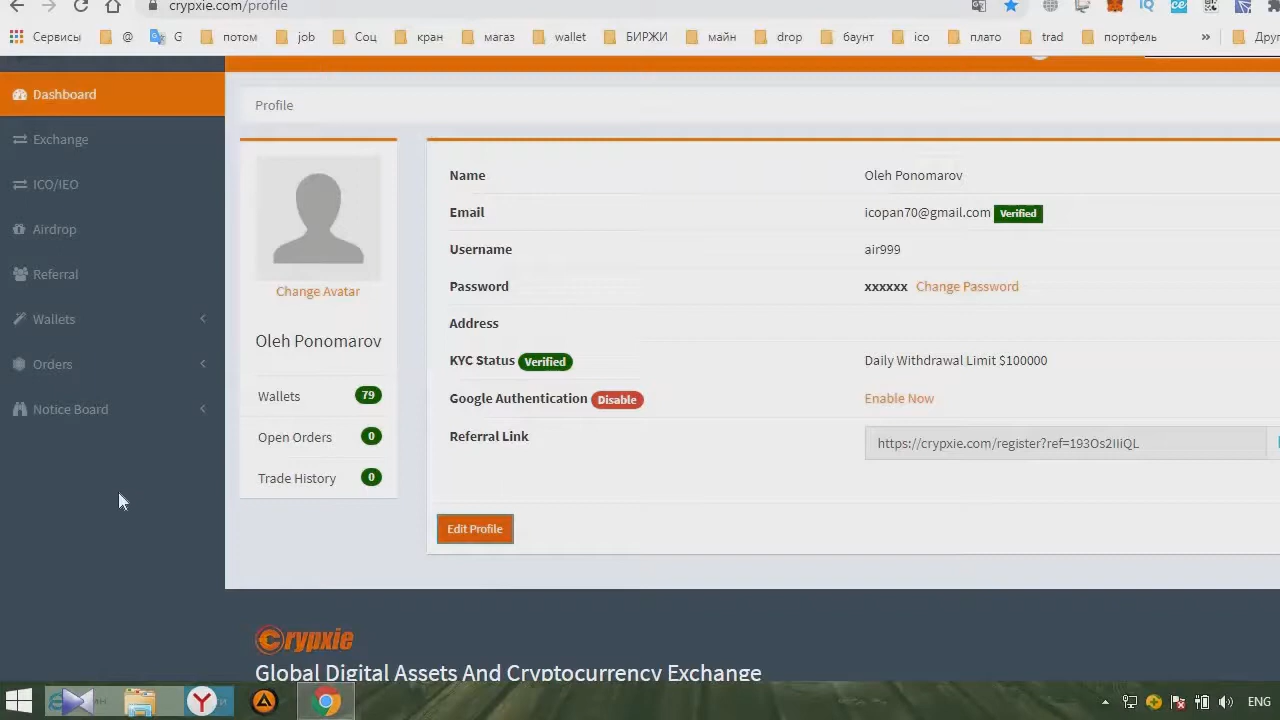 crypxie.com/profile
Сервисы @ G потом job Соц кран магаз wallet БИРЖИ майн drop баунт ico плато trad портфель » Друг
Dashboard
Exchange
ICO/IEO
Airdrop
Referral
Wallets
Orders
Notice Board
Profile
Change Avatar
Oleh Ponomarov
Wallets 79
Open Orders 0
Trade History 0
Name Oleh Ponomarov
Email icopan70@gmail.com Verified
Username air999
Password xxxxxx Change Password
Address
KYC Status Verified Daily Withdrawal Limit $100000
Google Authentication Disable Enable Now
Referral Link https://crypxie.com/register?ref=193Os2IIiQL
Edit Profile
Crypxie
Global Digital Assets And Cryptocurrency Exchange
ENG